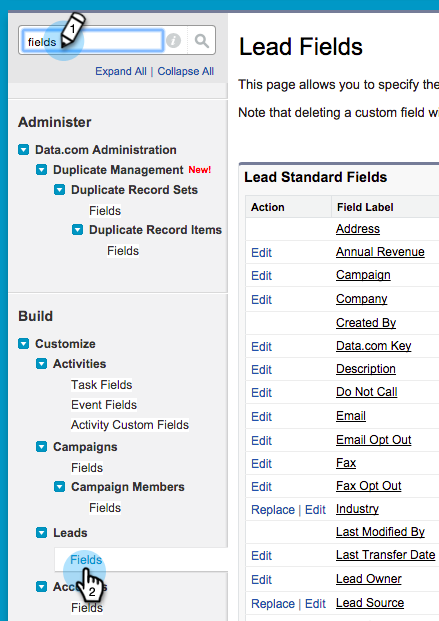 fields
1
Expand All | Collapse All
Administer
Data.com Administration
Duplicate Management New!
Duplicate Record Sets
Fields
Duplicate Record Items
Fields
Build
Customize
Activities
Task Fields
Event Fields
Activity Custom Fields
Campaigns
Fields
Campaign Members
Fields
Leads
Fields
2
Fields
Lead Fields
This page allows you to specify the
Note that deleting a custom field
Lead Standard Fields
Action Field Label
Address
Edit Annual Revenue
Edit Campaign
Edit Company
Created By
Edit Data.com Key
Edit Description
Edit Do Not Call
Edit Email
Edit Email Opt Out
Edit Fax
Edit Fax Opt Out
Replace | Edit Industry
Last Modified By
Edit Last Transfer Date
Edit Lead Owner
Replace | Edit Lead Source